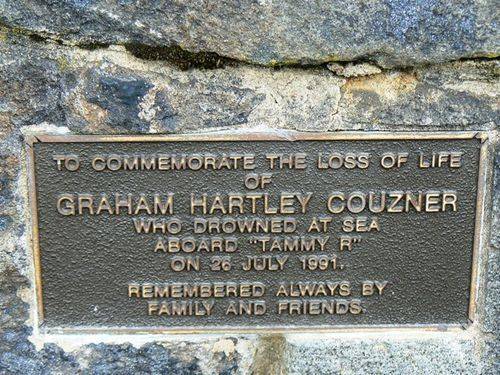 TO COMMEMORATE THE LOSS OF LIFE
OF
GRAHAM HARTLEY COUZNER
WHO DROWNED AT SEA
ABOARD "TAMMY R"
ON 26 JULY 1991.
REMEMBERED ALWAYS BY
FAMILY AND FRIENDS.